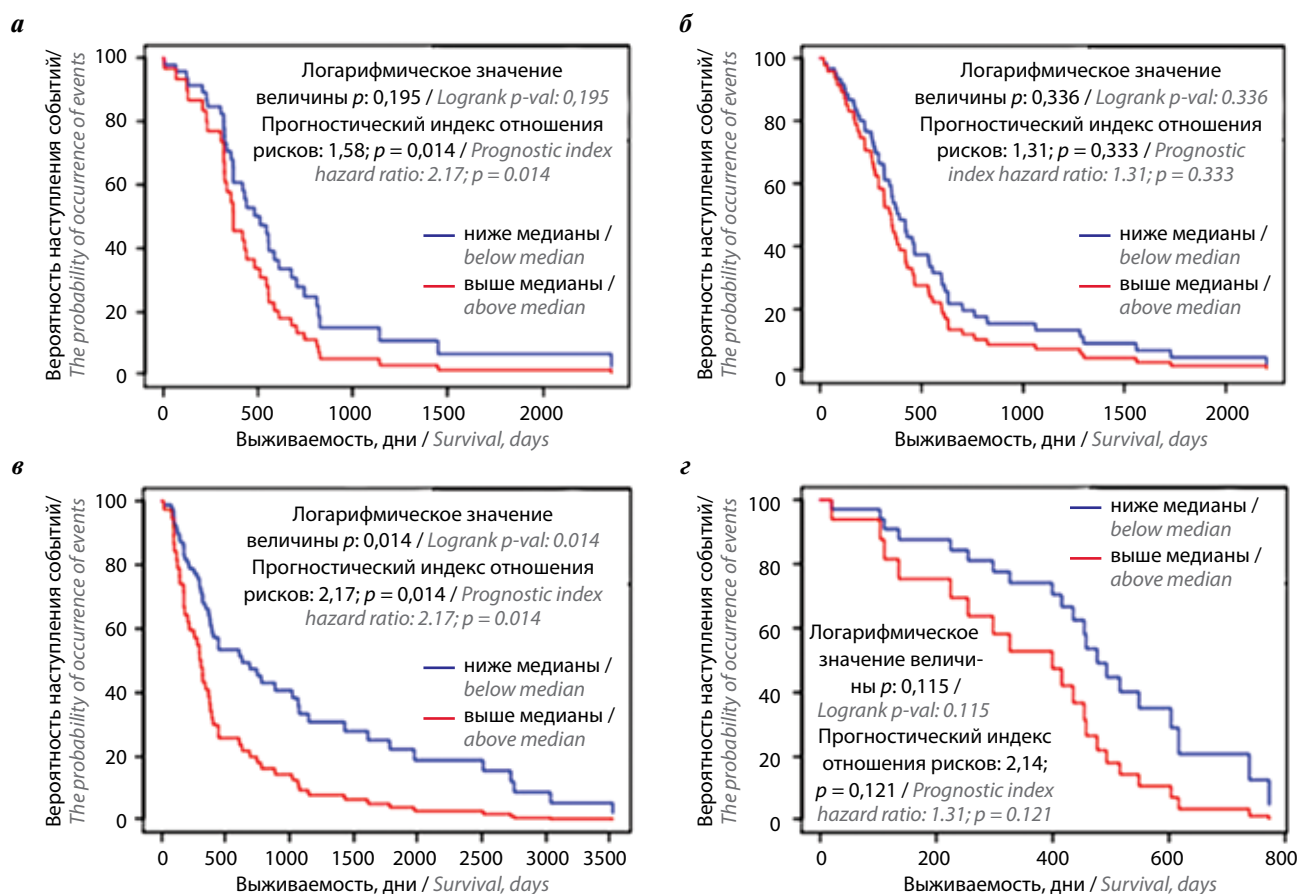 а
Вероятность наступления событий/
The probability of occurrence of events
100
80
60
40
20
0
Логарифмическое значение
величины p: 0,195 / Logrank p-val: 0,195
Прогностический индекс отношения
рисков: 1,58; p = 0,014 / Prognostic index
hazard ratio: 2.17; p = 0.014
ниже медианы /
below median
выше медианы /
above median
0 500 1000 1500 2000
Выживаемость, дни / Survival, days
б
Вероятность наступления событий/
The probability of occurrence of events
100
80
60
40
20
0
Логарифмическое значение
величины p: 0,336 / Logrank p-val: 0.336
Прогностический индекс отношения
рисков: 1,31; p = 0,333 / Prognostic
index hazard ratio: 1.31; p = 0.333
ниже медианы /
below median
выше медианы /
above median
0 500 1000 1500 2000
Выживаемость, дни / Survival, days
в
Вероятность наступления событий/
The probability of occurrence of events
100
80
60
40
20
0
Логарифмическое значение
величины p: 0,014 / Logrank p-val: 0.014
Прогностический индекс отношения
рисков: 2,17; p = 0,014 / Prognostic index
hazard ratio: 2.17; p = 0.014
ниже медианы /
below median
выше медианы /
above median
0 500 1000 1500 2000 2500 3000 3500
Выживаемость, дни / Survival, days
г
Вероятность наступления событий/
The probability of occurrence of events
100
80
60
40
20
0
ниже медианы /
below median
выше медианы /
above median
Логарифмическое
значение величи-
ны p: 0,115 /
Logrank p-val: 0.115
Прогностический индекс
отношения рисков: 2,14;
p = 0,121 / Prognostic index
hazard ratio: 1.31; p = 0.121
0 200 400 600 800
Выживаемость, дни / Survival, days